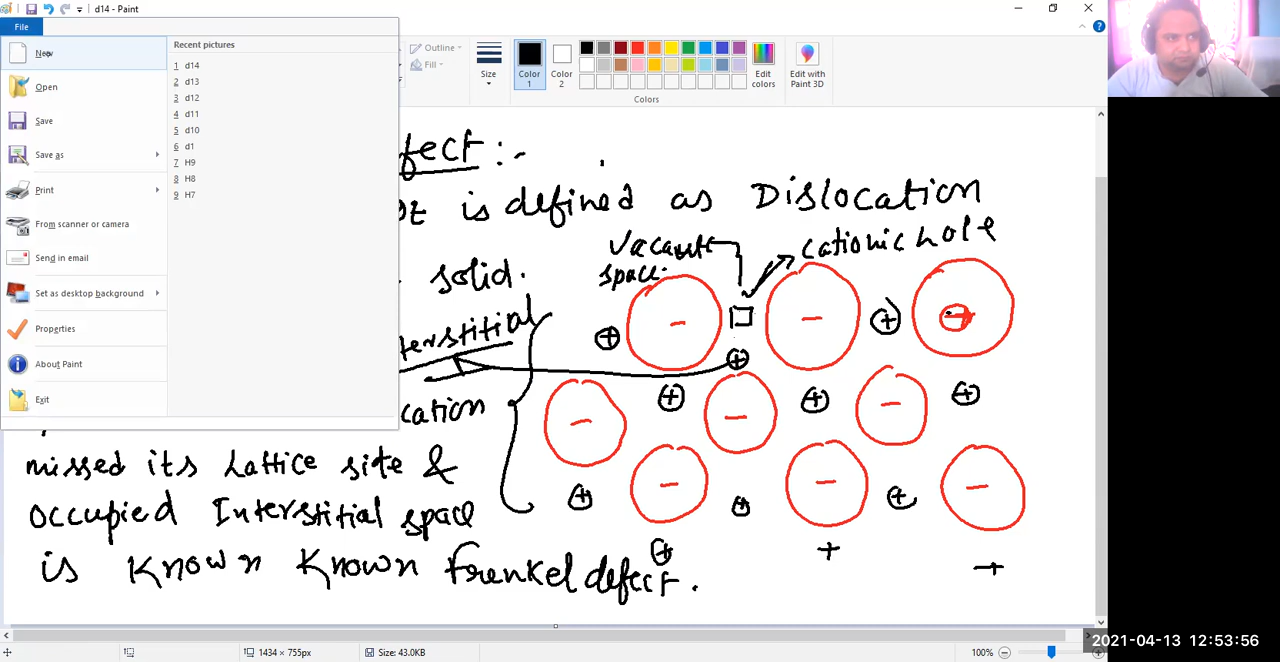 d14 - Paint
File
New
Open
Save
Save as
Print
From scanner or camera
Send in email
Set as desktop background
Properties
About Paint
Exit
Recent pictures
1 d14
2 d13
3 d12
4 d11
5 d10
6 d1
7 H9
8 H8
9 H7
Outline
Fill
Size
Color
1
Color
2
Edit
colors
Edit with
Paint 3D
Colors
fect :-
is defined as Dislocation
vacant
space
cationic hole
solid.
terstitial
cation
missed its Lattice site &
occupied Interstitial space
is Known Known Frenkel defect.
1434 × 755px
Size: 43.0KB
100%
2021-04-13 12:53:56